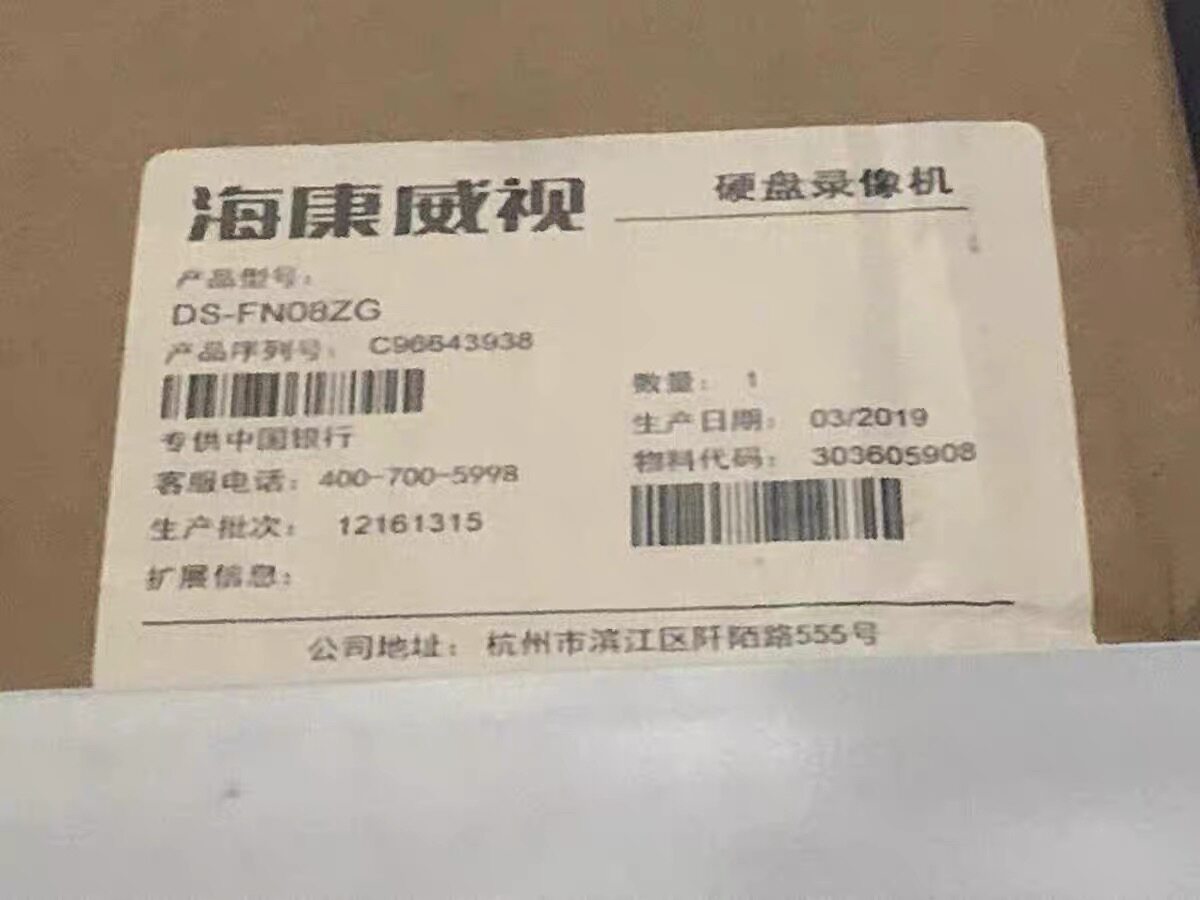 海康威视
硬盘录像机
产品型号:
DS-FN08ZG
产品序列号: C96643938
专供中国银行
客服电话: 400-700-5998
生产批次: 12161315
扩展信息:
数量: 1
生产日期: 03/2019
物料代码: 303605908
公司地址: 杭州市滨江区阡陌路555号